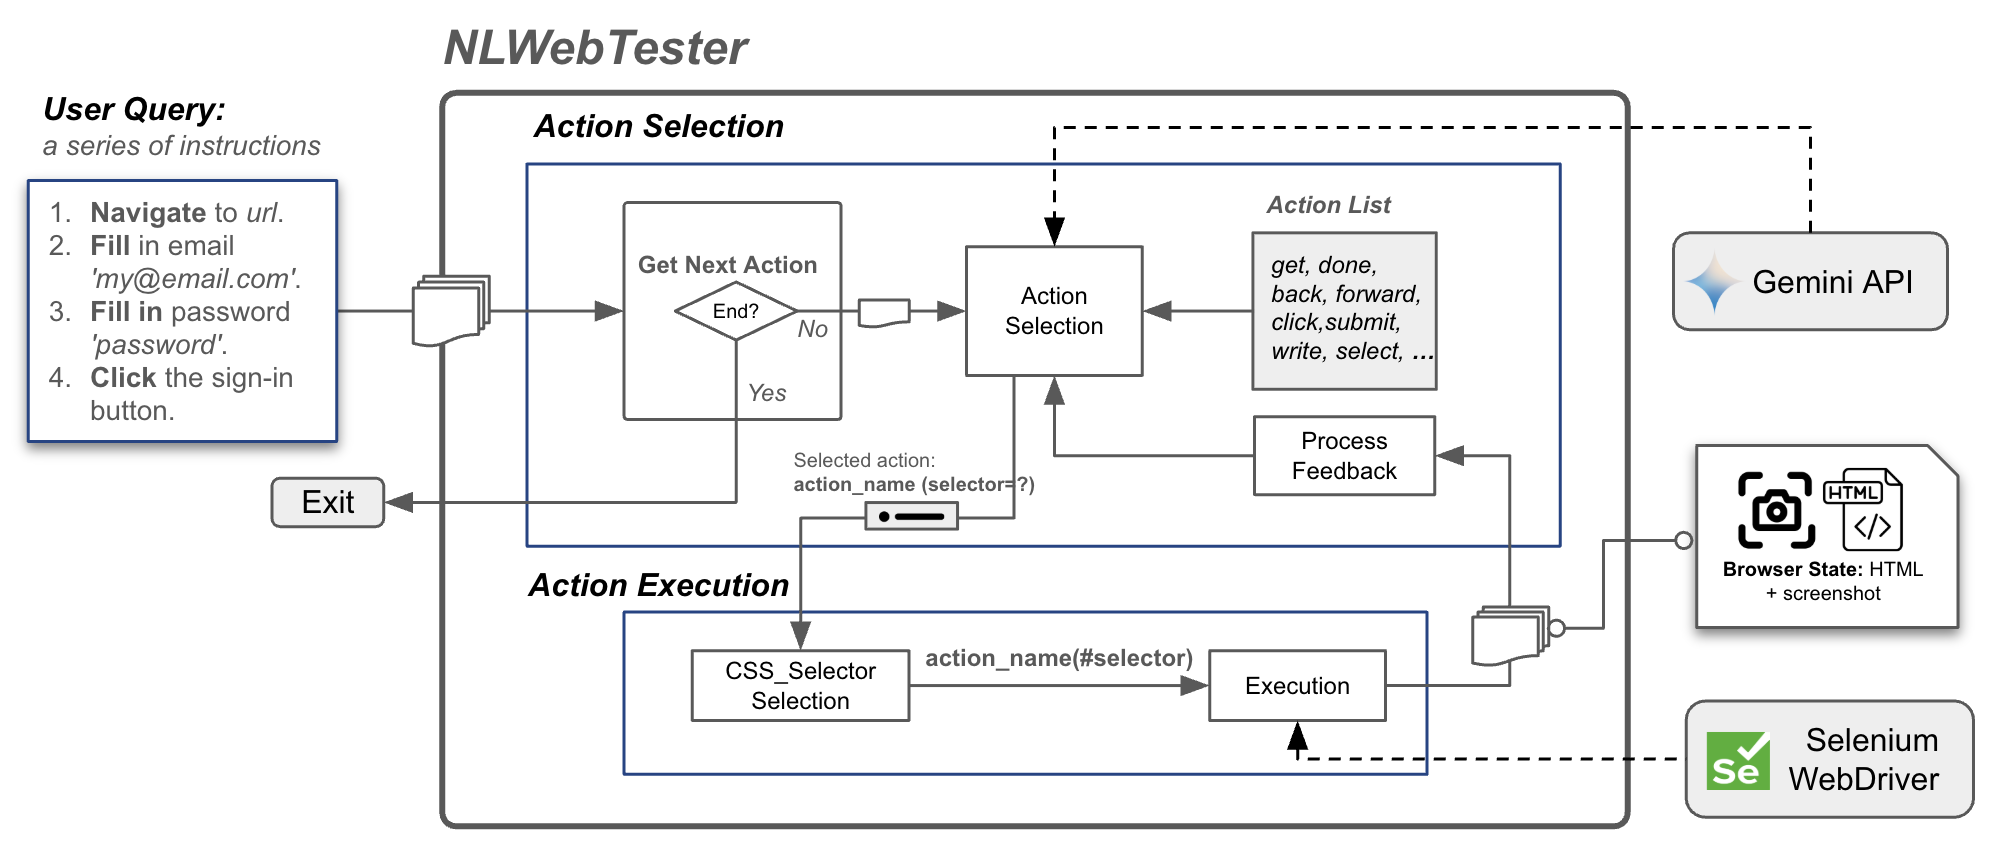 NLWebTester
User Query:
a series of instructions
1. Navigate to url.
2. Fill in email
'my@email.com'.
3. Fill in password
'password'.
4. Click the sign-in
button.
Exit
Action Selection
Get Next Action
End?
No
Yes
Action
Selection
Action List
get, done,
back, forward,
click,submit,
write, select, ...
Process
Feedback
Selected action:
action_name (selector=?)
Action Execution
CSS_Selector
Selection
action_name(#selector)
Execution
Gemini API
HTML
</>
Browser State: HTML
+ screenshot
Se
Selenium
WebDriver